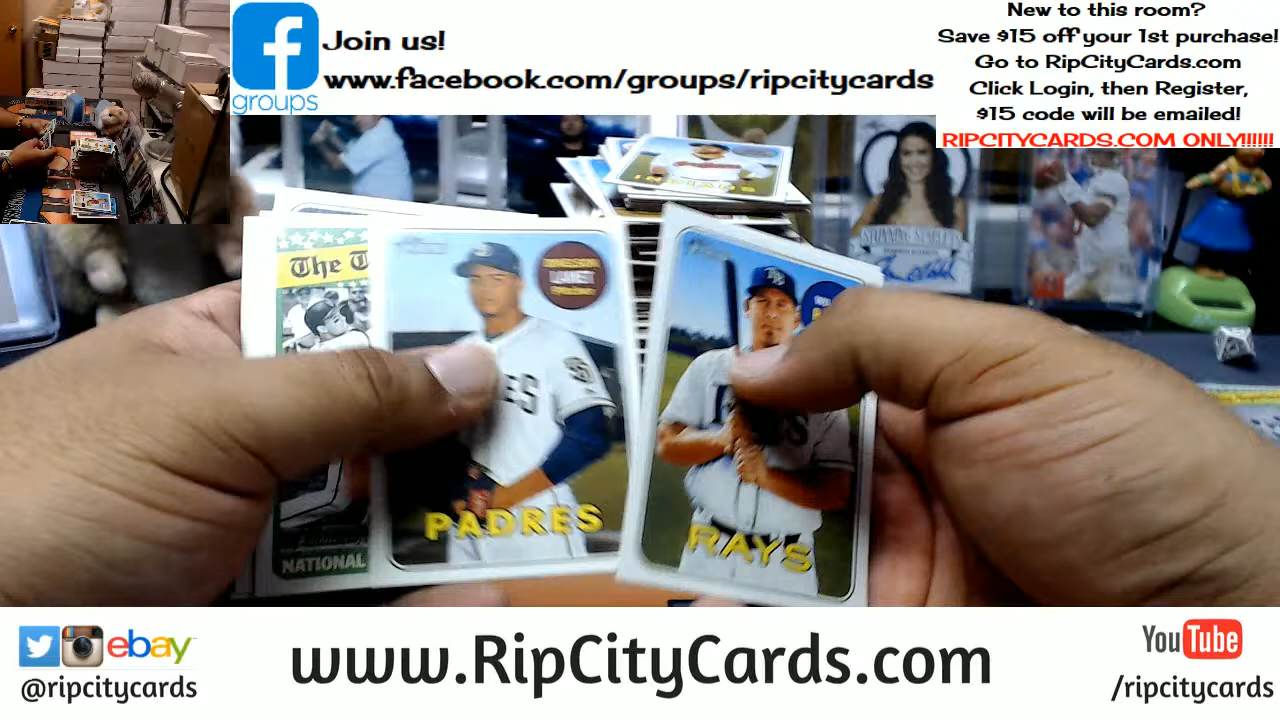 Join us!
www.facebook.com/groups/ripcitycards
groups
New to this room?
Save $15 off your 1st purchase!
Go to RipCityCards.com
Click Login, then Register,
$15 code will be emailed!
RIPCITYCARDS.COM ONLY!!!!!!
INDIANS
The T
LAMET
PADRES
NATIONAL
RAYS
ebay
@ripcitycards
www.RipCityCards.com
YouTube
/ripcitycards